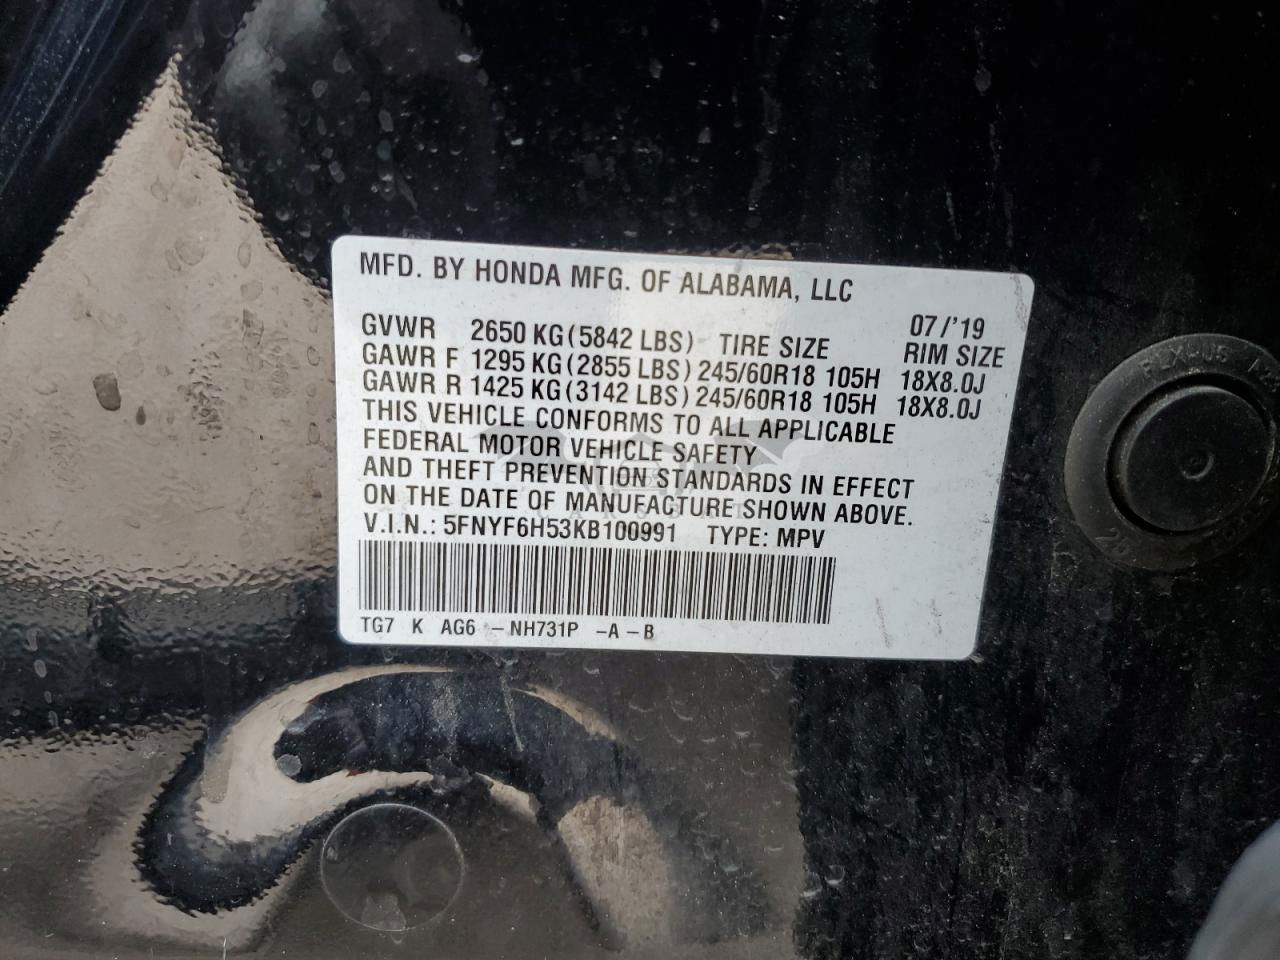 MFD. BY HONDA MFG. OF ALABAMA, LLC
07/'19
GVWR 2650 KG (5842 LBS) TIRE SIZE RIM SIZE
GAWR F 1295 KG (2855 LBS) 245/60R18 105H 18X8.0J
GAWR R 1425 KG (3142 LBS) 245/60R18 105H 18X8.0J
THIS VEHICLE CONFORMS TO ALL APPLICABLE
FEDERAL MOTOR VEHICLE SAFETY
AND THEFT PREVENTION STANDARDS IN EFFECT
ON THE DATE OF MANUFACTURE SHOWN ABOVE.
V.I.N.: 5FNYF6H53KB100991 TYPE: MPV
TG7 K AG6 -NH731P -A-B